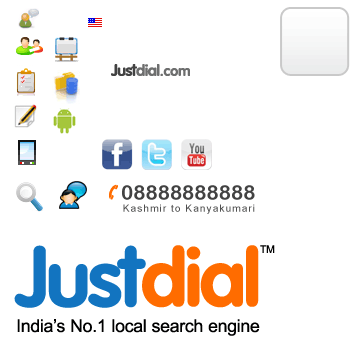 Justdial.com
f
t
You
Tube
08888888888
Kashmir to Kanyakumari
Justdial™
India's No.1 local search engine